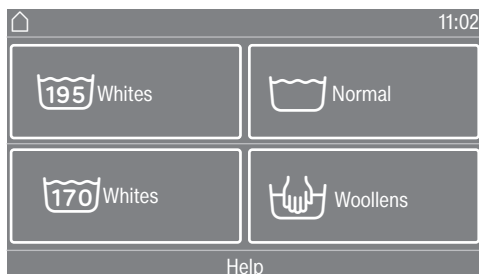 11:02
195 Whites
Normal
170 Whites
Woollens
Help